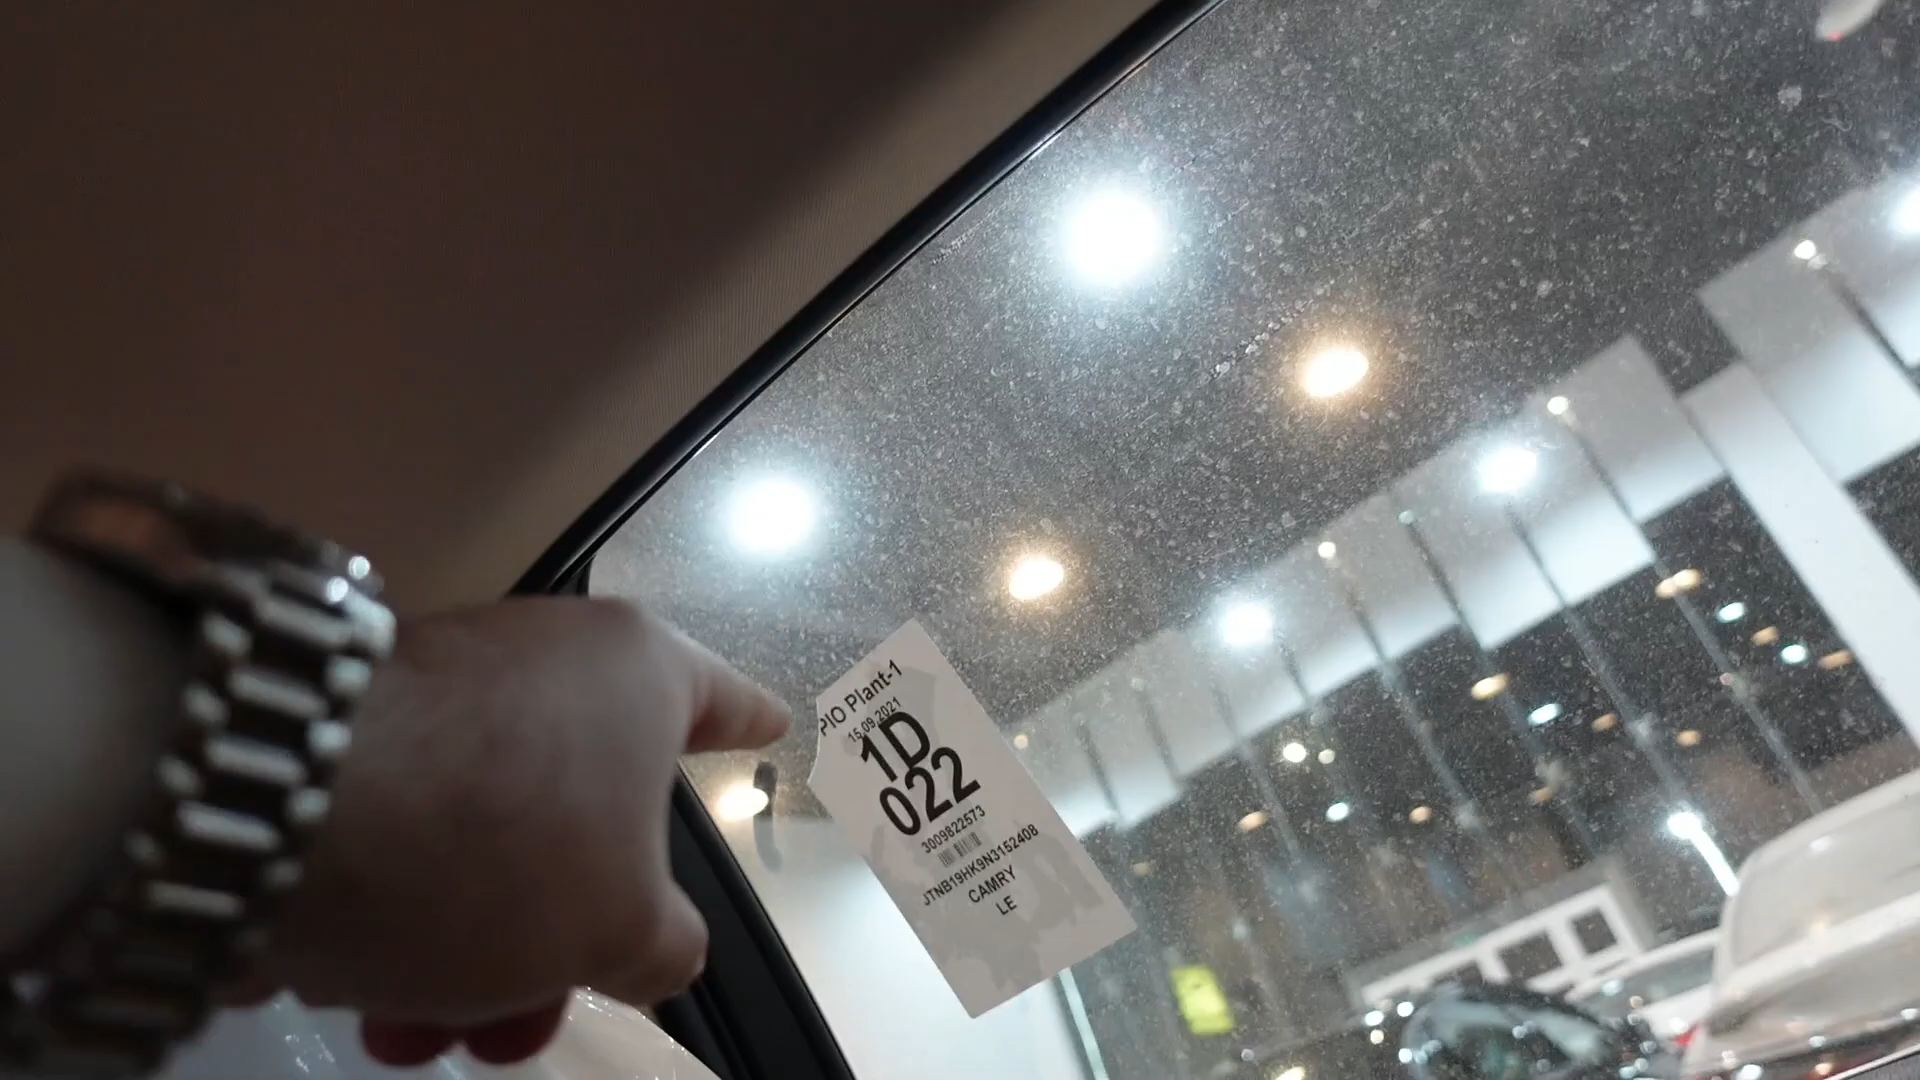 PIO Plant-1
15.09.2021
1D
022
3009822573
JTNB19HK9N3152408
CAMRY
LE